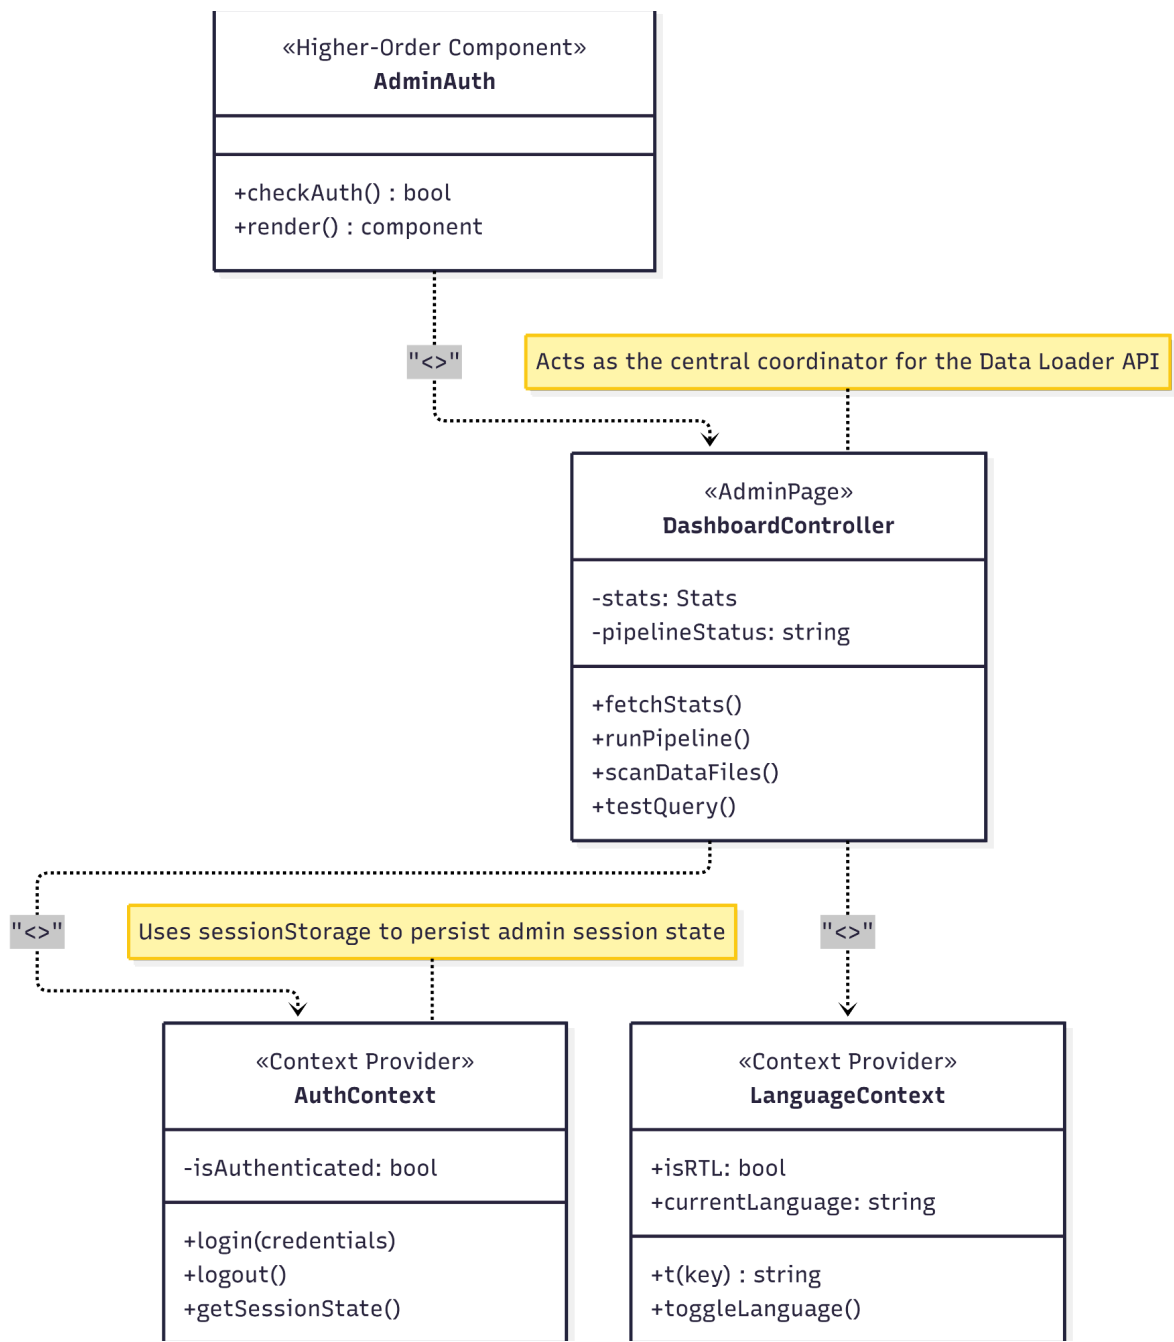 «Higher-Order Component»
AdminAuth
+checkAuth() : bool
+render() : component
"<>"
Acts as the central coordinator for the Data Loader API
«AdminPage»
DashboardController
-stats: Stats
-pipelineStatus: string
+fetchStats()
+runPipeline()
+scanDataFiles()
+testQuery()
"<>"
Uses sessionStorage to persist admin session state
"<>"
«Context Provider»
AuthContext
-isAuthenticated: bool
+login(credentials)
+logout()
+getSessionState()
«Context Provider»
LanguageContext
+isRTL: bool
+currentLanguage: string
+t(key) : string
+toggleLanguage()